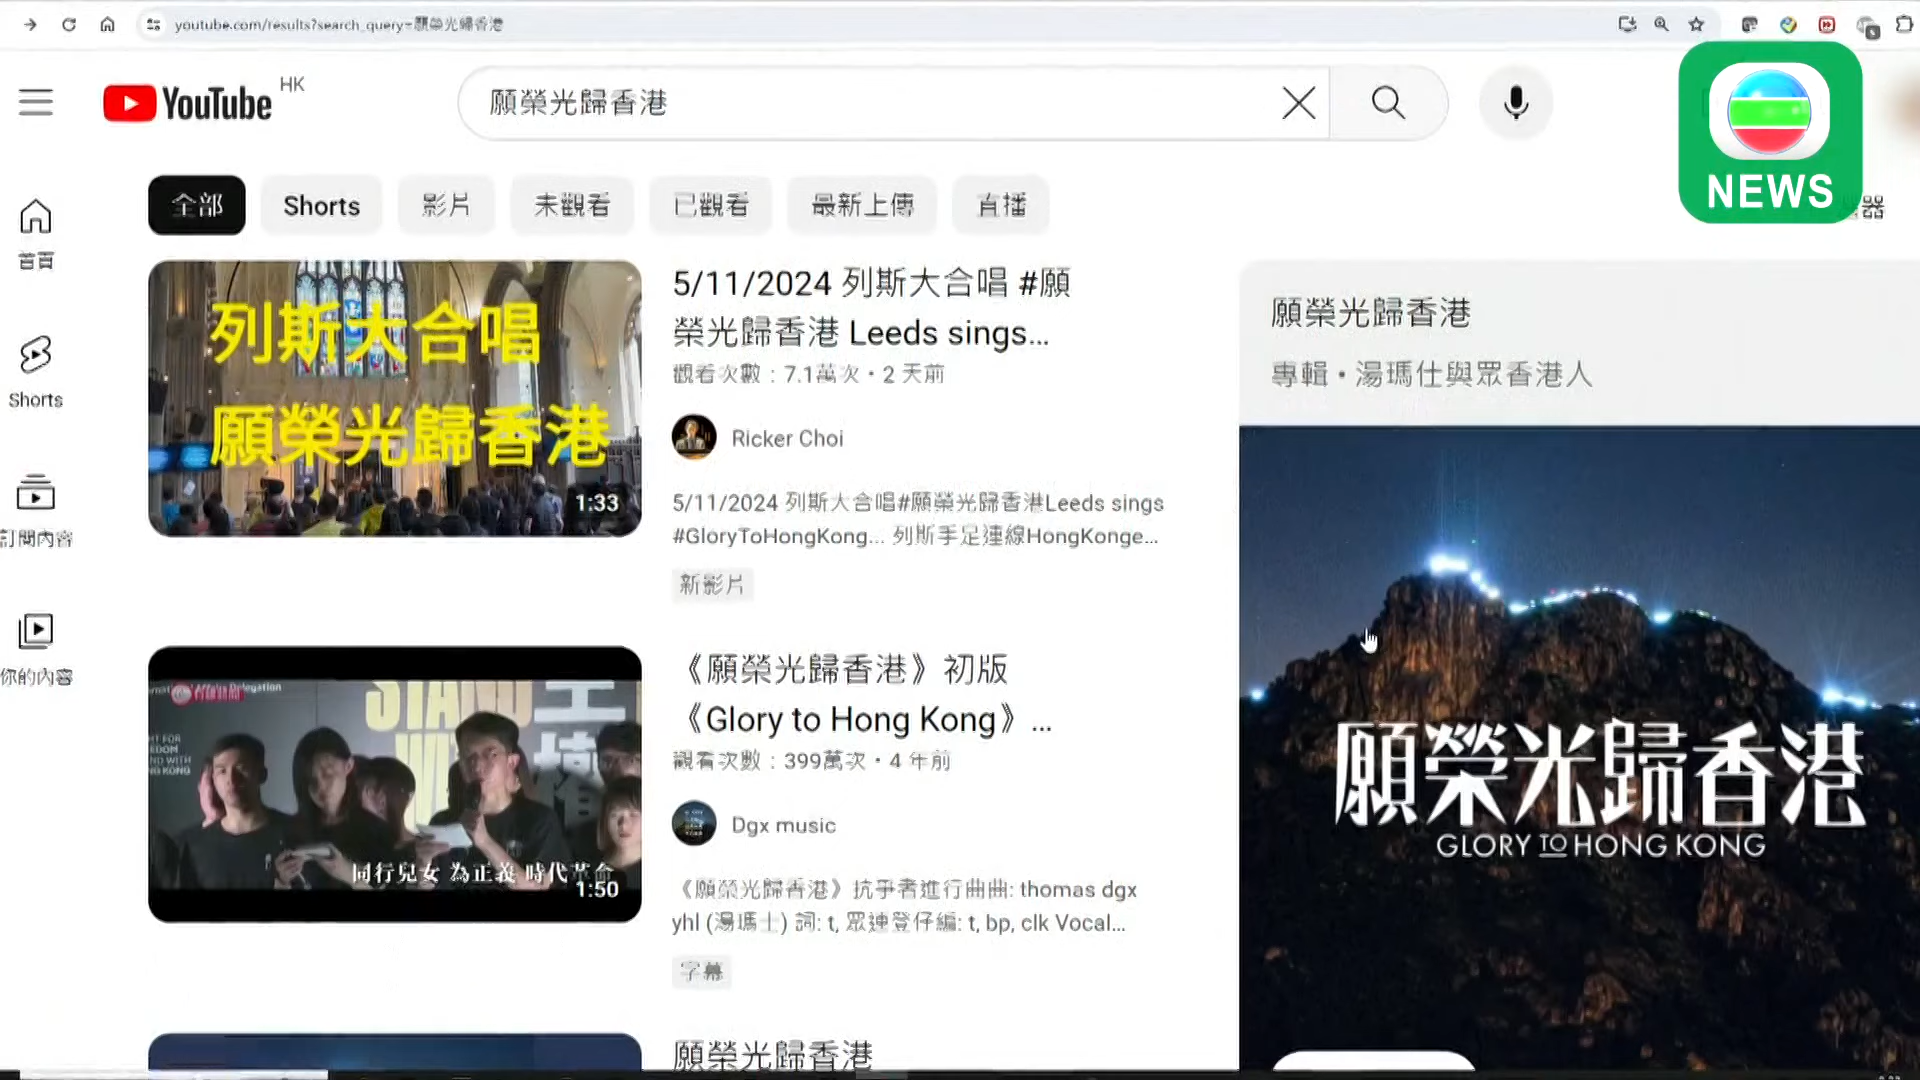 youtube.com/results?search_query=願榮光歸香港
YouTube HK
願榮光歸香港
NEWS
全部
Shorts
影片
未觀看
已觀看
最新上傳
直播
器
首頁
Shorts
訂閱內容
你的內容
列斯大合唱
願榮光歸香港
1:33
5/11/2024 列斯大合唱 #願
榮光歸香港 Leeds sings...
觀看次數：7.1萬次・2 天前
Ricker Choi
5/11/2024 列斯大合唱#願榮光歸香港Leeds sings
#GloryToHongKong... 列斯手足連線HongKonge...
新影片
International Affairs Delegation
STAND
同行兒女 為正義 時代革命
1:50
《願榮光歸香港》初版
《Glory to Hong Kong》 ...
觀看次數：399萬次・4 年前
Dgx music
《願榮光歸香港》抗爭者進行曲曲: thomas dgx
yhl (湯瑪士) 詞: t, 眾連登仔編: t, bp, clk Vocal...
字幕
願榮光歸香港
願榮光歸香港
專輯・湯瑪仕與眾香港人
願榮光歸香港
GLORY TO HONG KONG